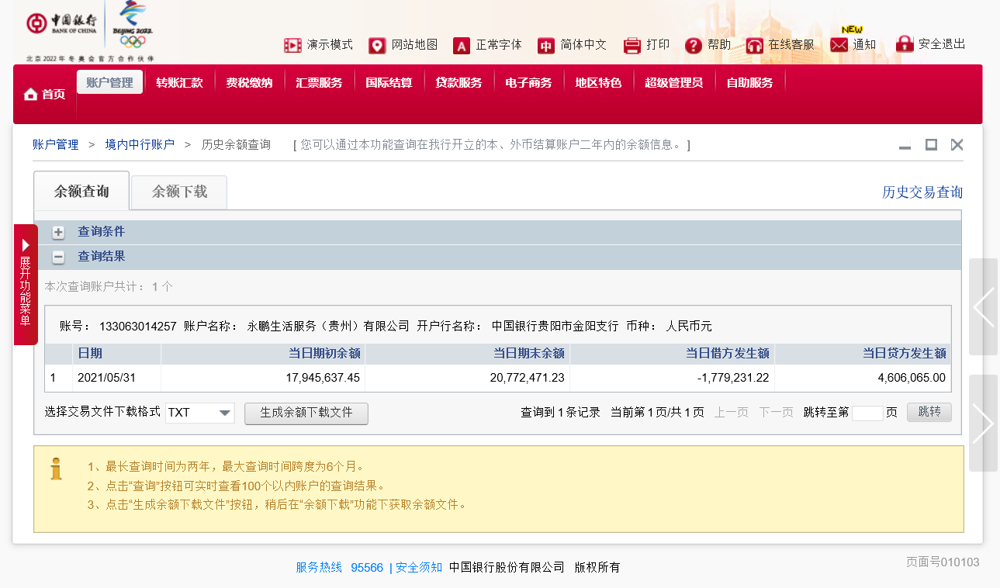 中国银行 BANK OF CHINA BEIJING 2022
北京2022年冬奥会官方合作伙伴
演示模式 网站地图 A 正常字体 中 简体中文 打印 ? 帮助 在线客服 NEW 通知 安全退出
首页 账户管理 转账汇款 费税缴纳 汇票服务 国际结算 贷款服务 电子商务 地区特色 超级管理员 自助服务
账户管理 > 境内中行账户 > 历史余额查询 [ 您可以通过本功能查询在我行开立的本、外币结算账户二年内的余额信息。 ]
余额查询 余额下载 历史交易查询
查询条件
查询结果
展开功能菜单
本次查询账户共计： 1 个
账号： 133063014257 账户名称： 永鹏生活服务（贵州）有限公司 开户行名称： 中国银行贵阳市金阳支行 币种： 人民币元
日期 当日期初余额 当日期末余额 当日借方发生额 当日贷方发生额
1 2021/05/31 17,945,637.45 20,772,471.23 -1,779,231.22 4,606,065.00
选择交易文件下载格式 TXT 生成余额下载文件 查询到 1 条记录 当前第 1 页/共 1 页 上一页 下一页 跳转至第 页 跳转
1、最长查询时间为两年，最大查询时间跨度为6个月。
2、点击“查询”按钮可实时查看100个以内账户的查询结果。
3、点击“生成余额下载文件”按钮，稍后在“余额下载”功能下获取余额文件。
服务热线 95566 | 安全须知 中国银行股份有限公司 版权所有
页面号010103